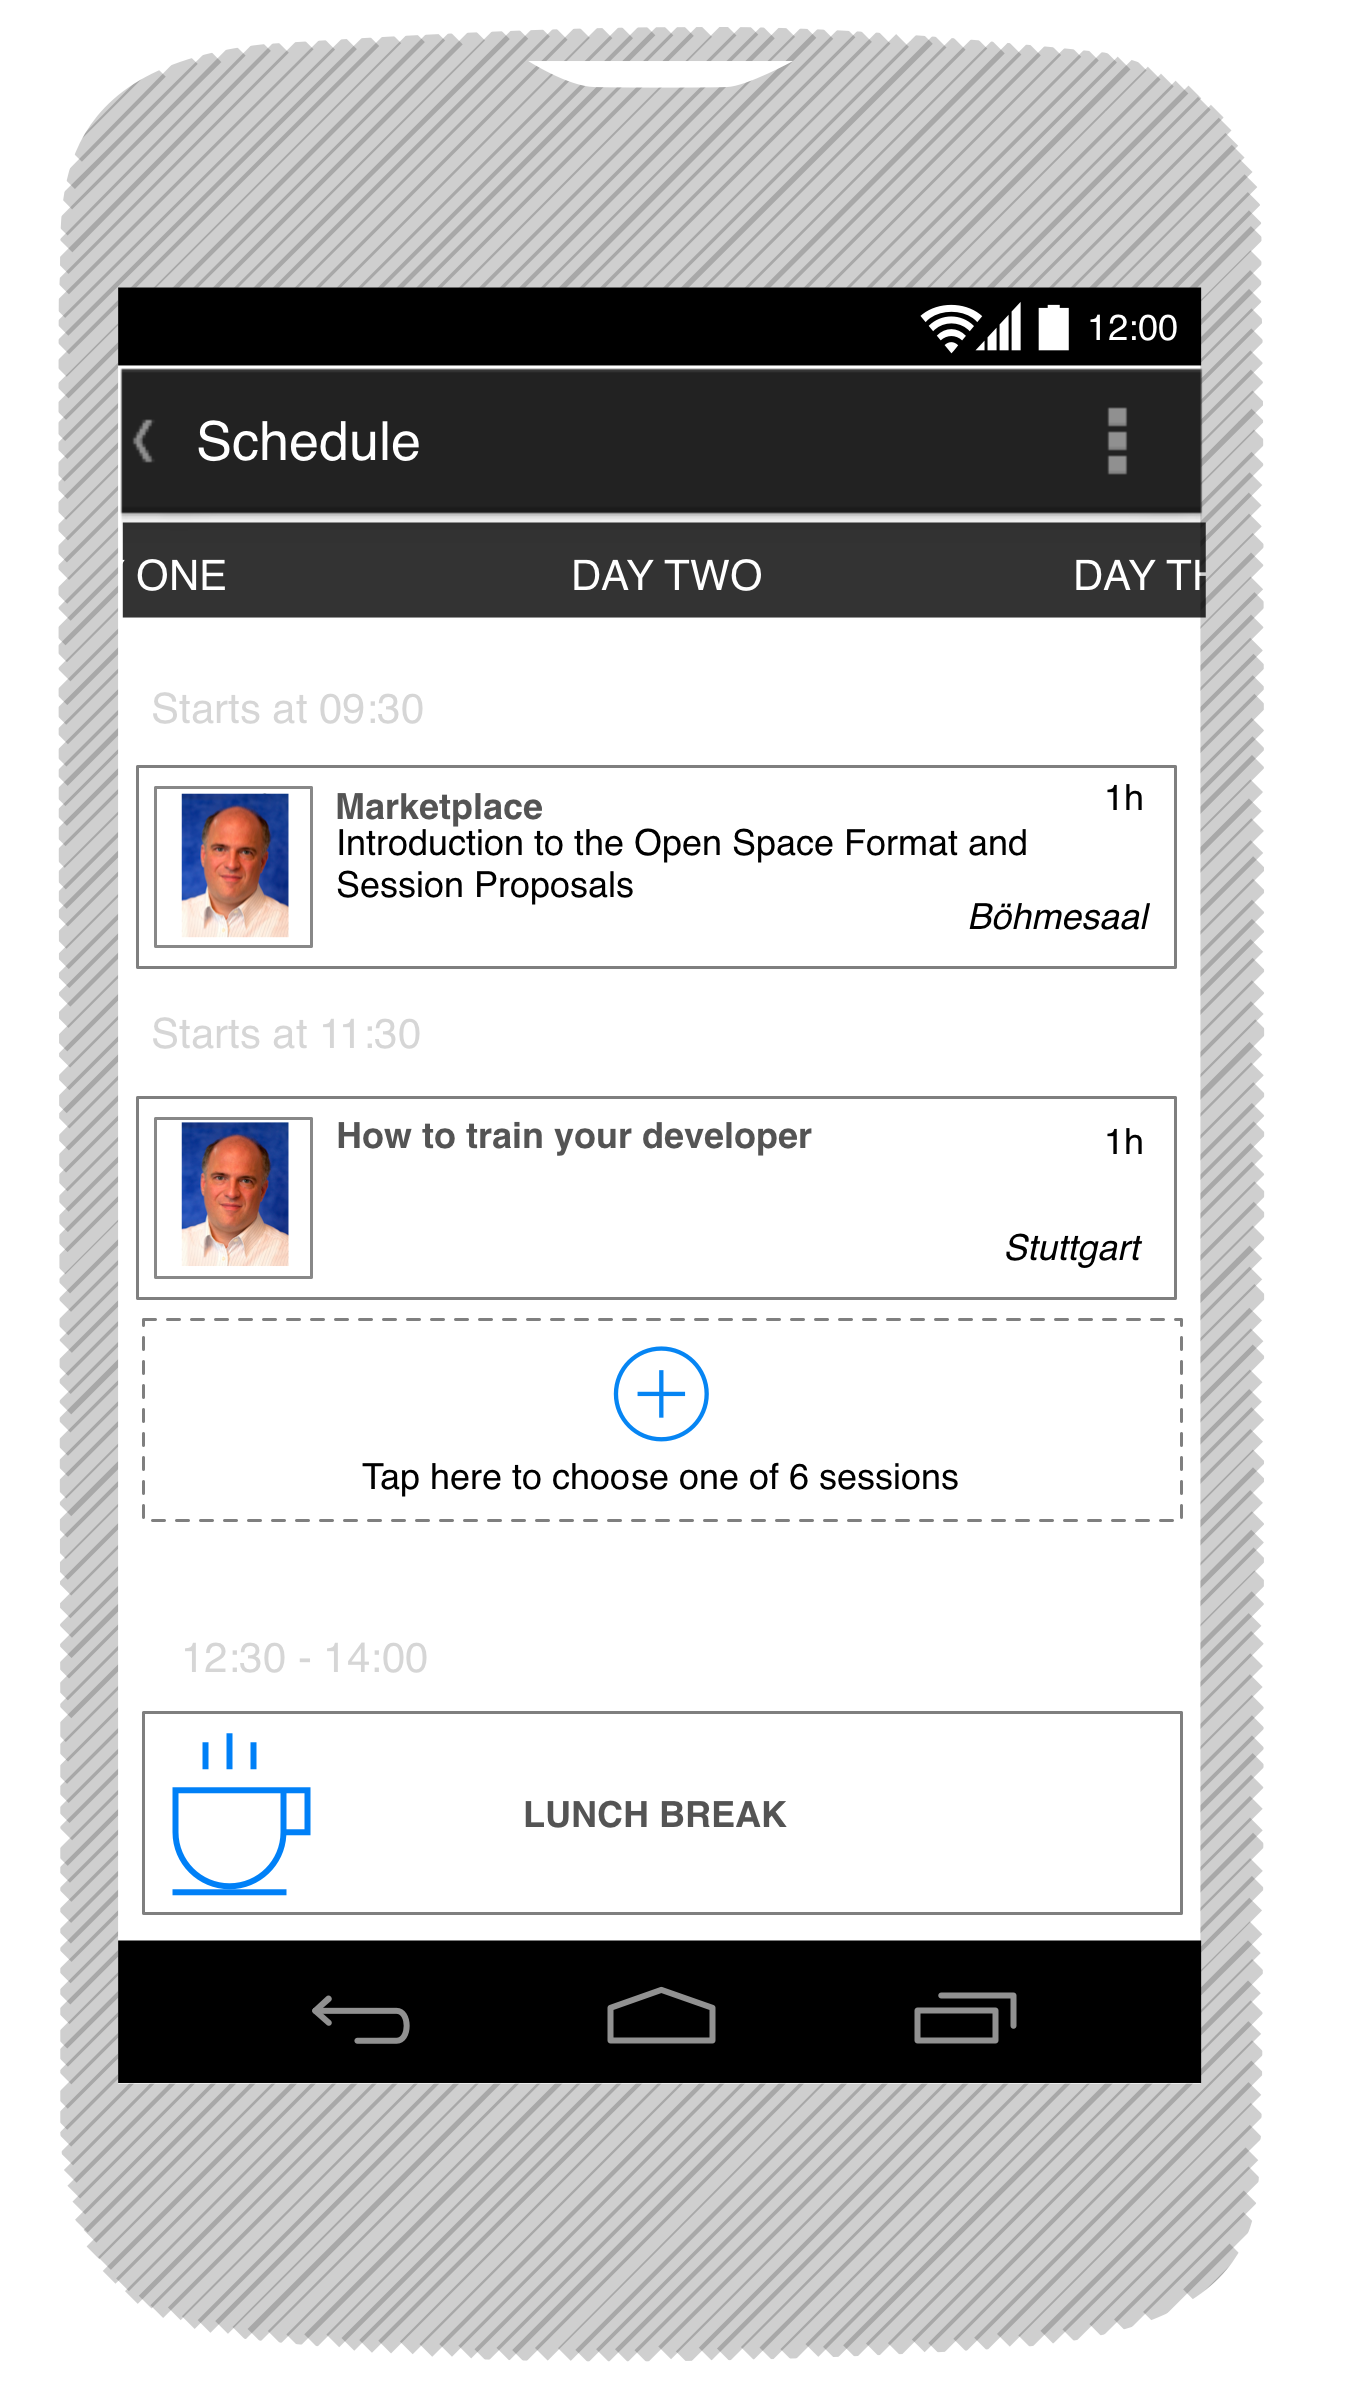 12:00
Schedule
ONE
DAY TWO
DAY TH
Starts at 09:30
Marketplace
1h
Introduction to the Open Space Format and
Session Proposals
Böhmesaal
Starts at 11:30
How to train your developer
1h
Stuttgart
Tap here to choose one of 6 sessions
12:30 - 14:00
LUNCH BREAK